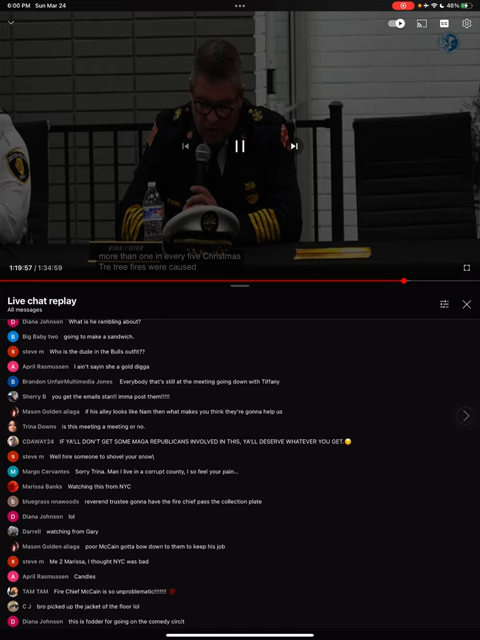 6:00 PM Sun Mar 24
46%
CC
FIRE CHIEF
more than one in every five Christmas
Tre tree fires were caused
1:19:57 / 1:34:59
Live chat replay
All messages
D Diana Johnson What is he rambling about?
B Big Baby two going to make a sandwich.
s steve m Who is the dude in the Bulls outfit??
A April Rasmussen I ain't sayin she a gold digga
B Brandon UnfairMultimedia Jones Everybody that's still at the meeting going down with Tiffany
Sherry B you get the emails stan!! imma post them!!!!!
Mason Golden aliaga if his alley looks like Nam then what makes you think they're gonna help us
Trina Downs is this a meeting a meeting or no.
CDAWAY24 IF YA'LL DON'T GET SOME MAGA REPUBLICANS INVOLVED IN THIS, YA'LL DESERVE WHATEVER YOU GET.😂
s steve m Well hire someone to shovel your snow\
M Margo Cervantes Sorry Trina. Man I live in a corrupt county, I so feel your pain...
Marissa Banks Watching this from NYC
b bluegrass nnawoods reverend trustee gonna have the fire chief pass the collection plate
D Diana Johnson lol
Darrell watching from Gary
Mason Golden aliaga poor McCain gotta bow down to them to keep his job
s steve m Me 2 Marissa, I thought NYC was bad
A April Rasmussen Candles
TAM TAM Fire Chief McCain is so unproblematic!!!!!!! 💯
C J bro picked up the jacket of the floor lol
D Diana Johnson this is fodder for going on the comedy circit